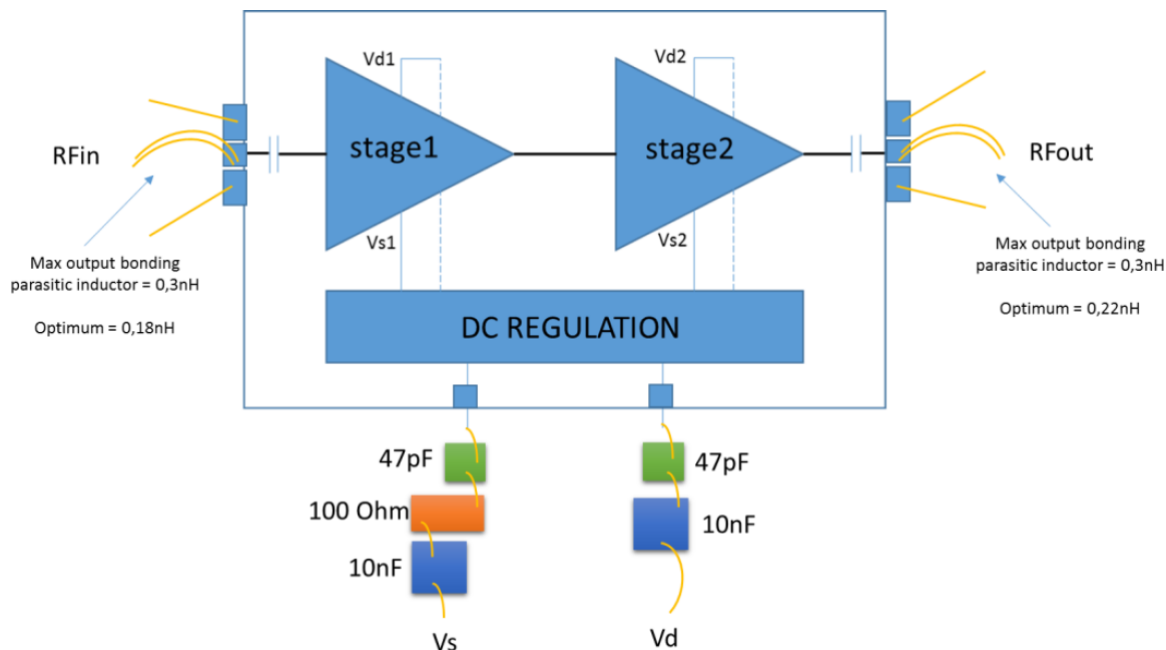 Vd1
Vd2
RFin
stage1
stage2
RFout
Vs1
Vs2
Max output bonding
parasitic inductor = 0,3nH
Optimum = 0,18nH
Max output bonding
parasitic inductor = 0,3nH
Optimum = 0,22nH
DC REGULATION
47pF
47pF
100 Ohm
10nF
10nF
Vs
Vd